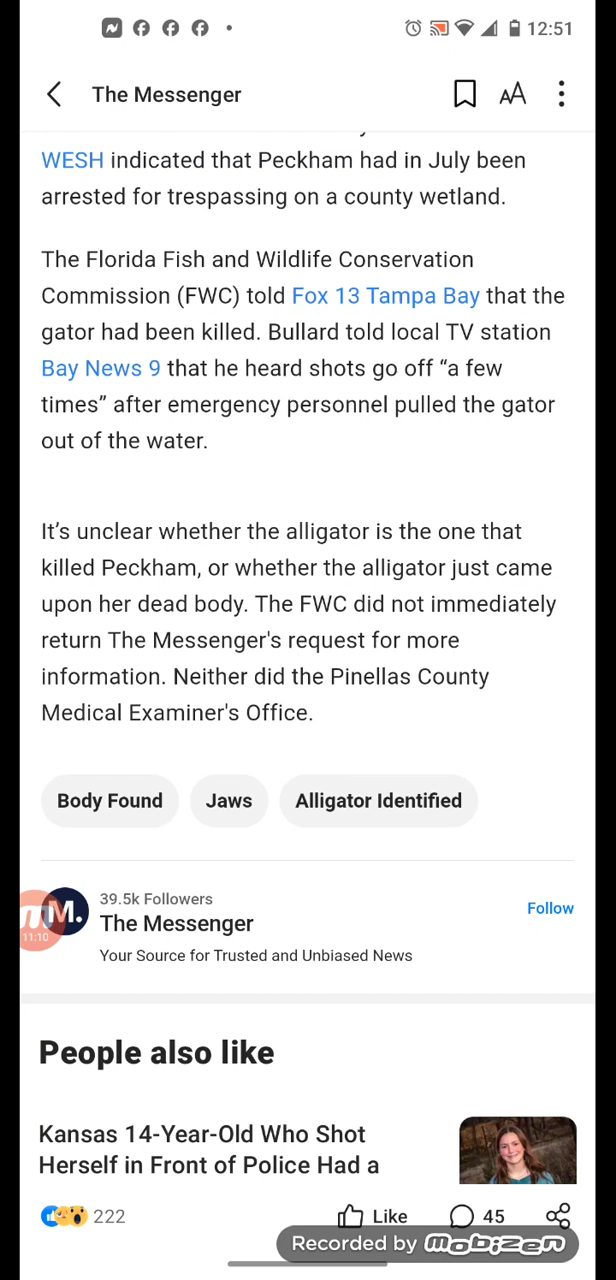 12:51
The Messenger
AA
WESH indicated that Peckham had in July been
arrested for trespassing on a county wetland.
The Florida Fish and Wildlife Conservation
Commission (FWC) told Fox 13 Tampa Bay that the
gator had been killed. Bullard told local TV station
Bay News 9 that he heard shots go off “a few
times” after emergency personnel pulled the gator
out of the water.
It’s unclear whether the alligator is the one that
killed Peckham, or whether the alligator just came
upon her dead body. The FWC did not immediately
return The Messenger's request for more
information. Neither did the Pinellas County
Medical Examiner's Office.
Body Found Jaws Alligator Identified
39.5k Followers
M.
The Messenger
Follow
11:10
Your Source for Trusted and Unbiased News
People also like
Kansas 14-Year-Old Who Shot
Herself in Front of Police Had a
222 Like 45
Recorded by mobizen